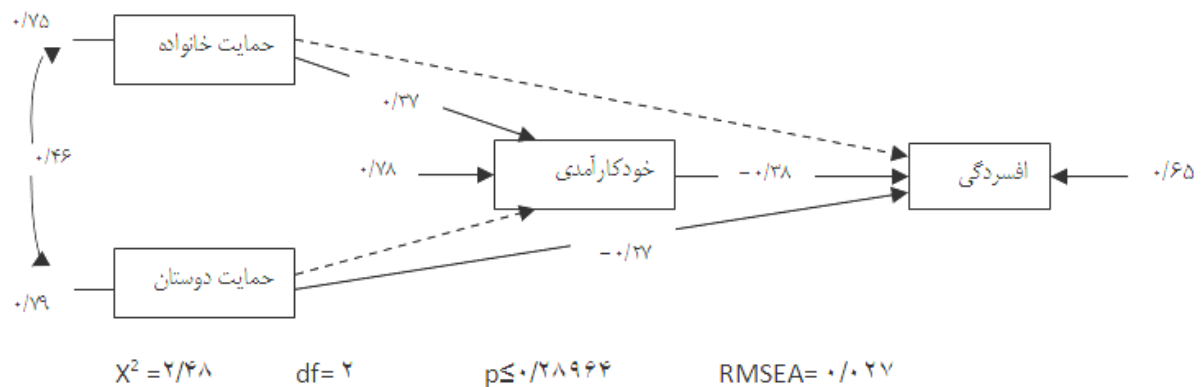 ۰/۷۵
حمایت خانواده
۰/۳۷
۰/۴۶
۰/۷۸
خودکارآمدی
-۰/۳۸
افسردگی
۰/۶۵
-۰/۲۷
حمایت دوستان
۰/۷۹
X² =۲/۴۸ df= ۲ p≤۰/۲۸۹۶۴ RMSEA= ۰/۰۲۷